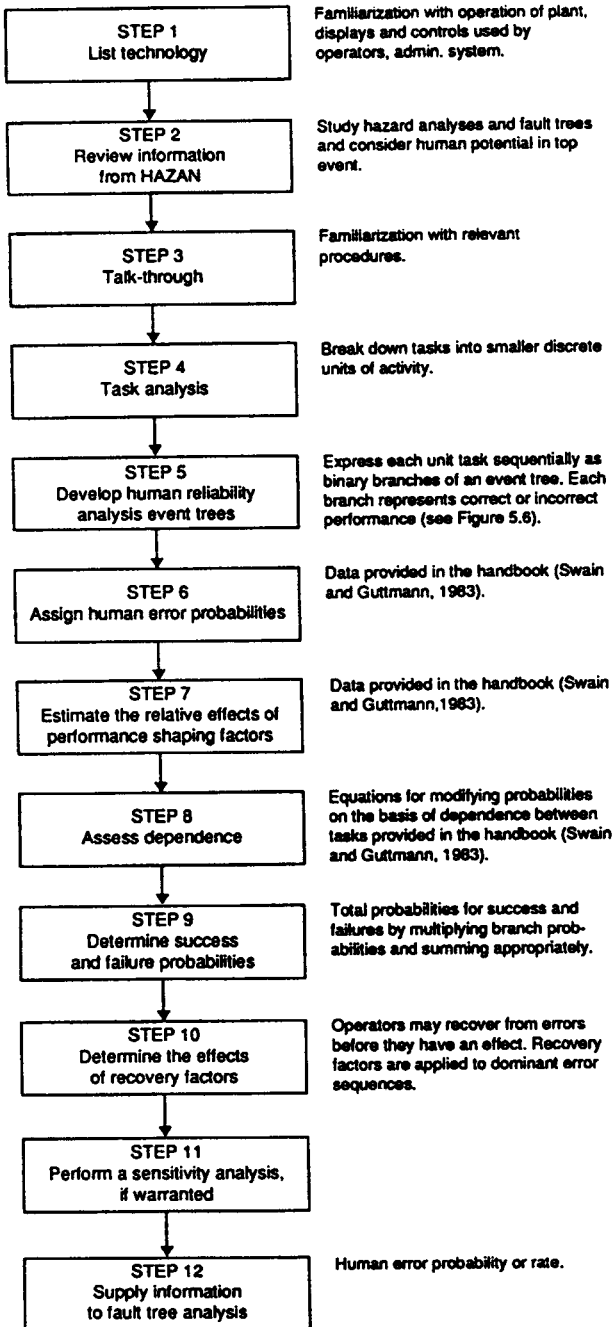 STEP 1
List technology
Familiarization with operation of plant,
displays and controls used by
operators, admin. system.
STEP 2
Review information
from HAZAN
Study hazard analyses and fault trees
and consider human potential in top
event.
STEP 3
Talk-through
Familiarization with relevant
procedures.
STEP 4
Task analysis
Break down tasks into smaller discrete
units of activity.
STEP 5
Develop human reliability
analysis event trees
Express each unit task sequentially as
binary branches of an event tree. Each
branch represents correct or incorrect
performance (see Figure 5.6).
STEP 6
Assign human error probabilities
Data provided in the handbook (Swain
and Guttmann, 1983).
STEP 7
Estimate the relative effects of
performance shaping factors
Data provided in the handbook (Swain
and Guttmann,1983).
STEP 8
Assess dependence
Equations for modifying probabilities
on the basis of dependence between
tasks provided in the handbook (Swain
and Guttmann, 1983).
STEP 9
Determine success
and failure probabilities
Total probabilities for success and
failures by multiplying branch prob-
abilities and summing appropriately.
STEP 10
Determine the effects
of recovery factors
Operators may recover from errors
before they have an effect. Recovery
factors are applied to dominant error
sequences.
STEP 11
Perform a sensitivity analysis,
if warranted
STEP 12
Supply information
to fault tree analysis
Human error probability or rate.